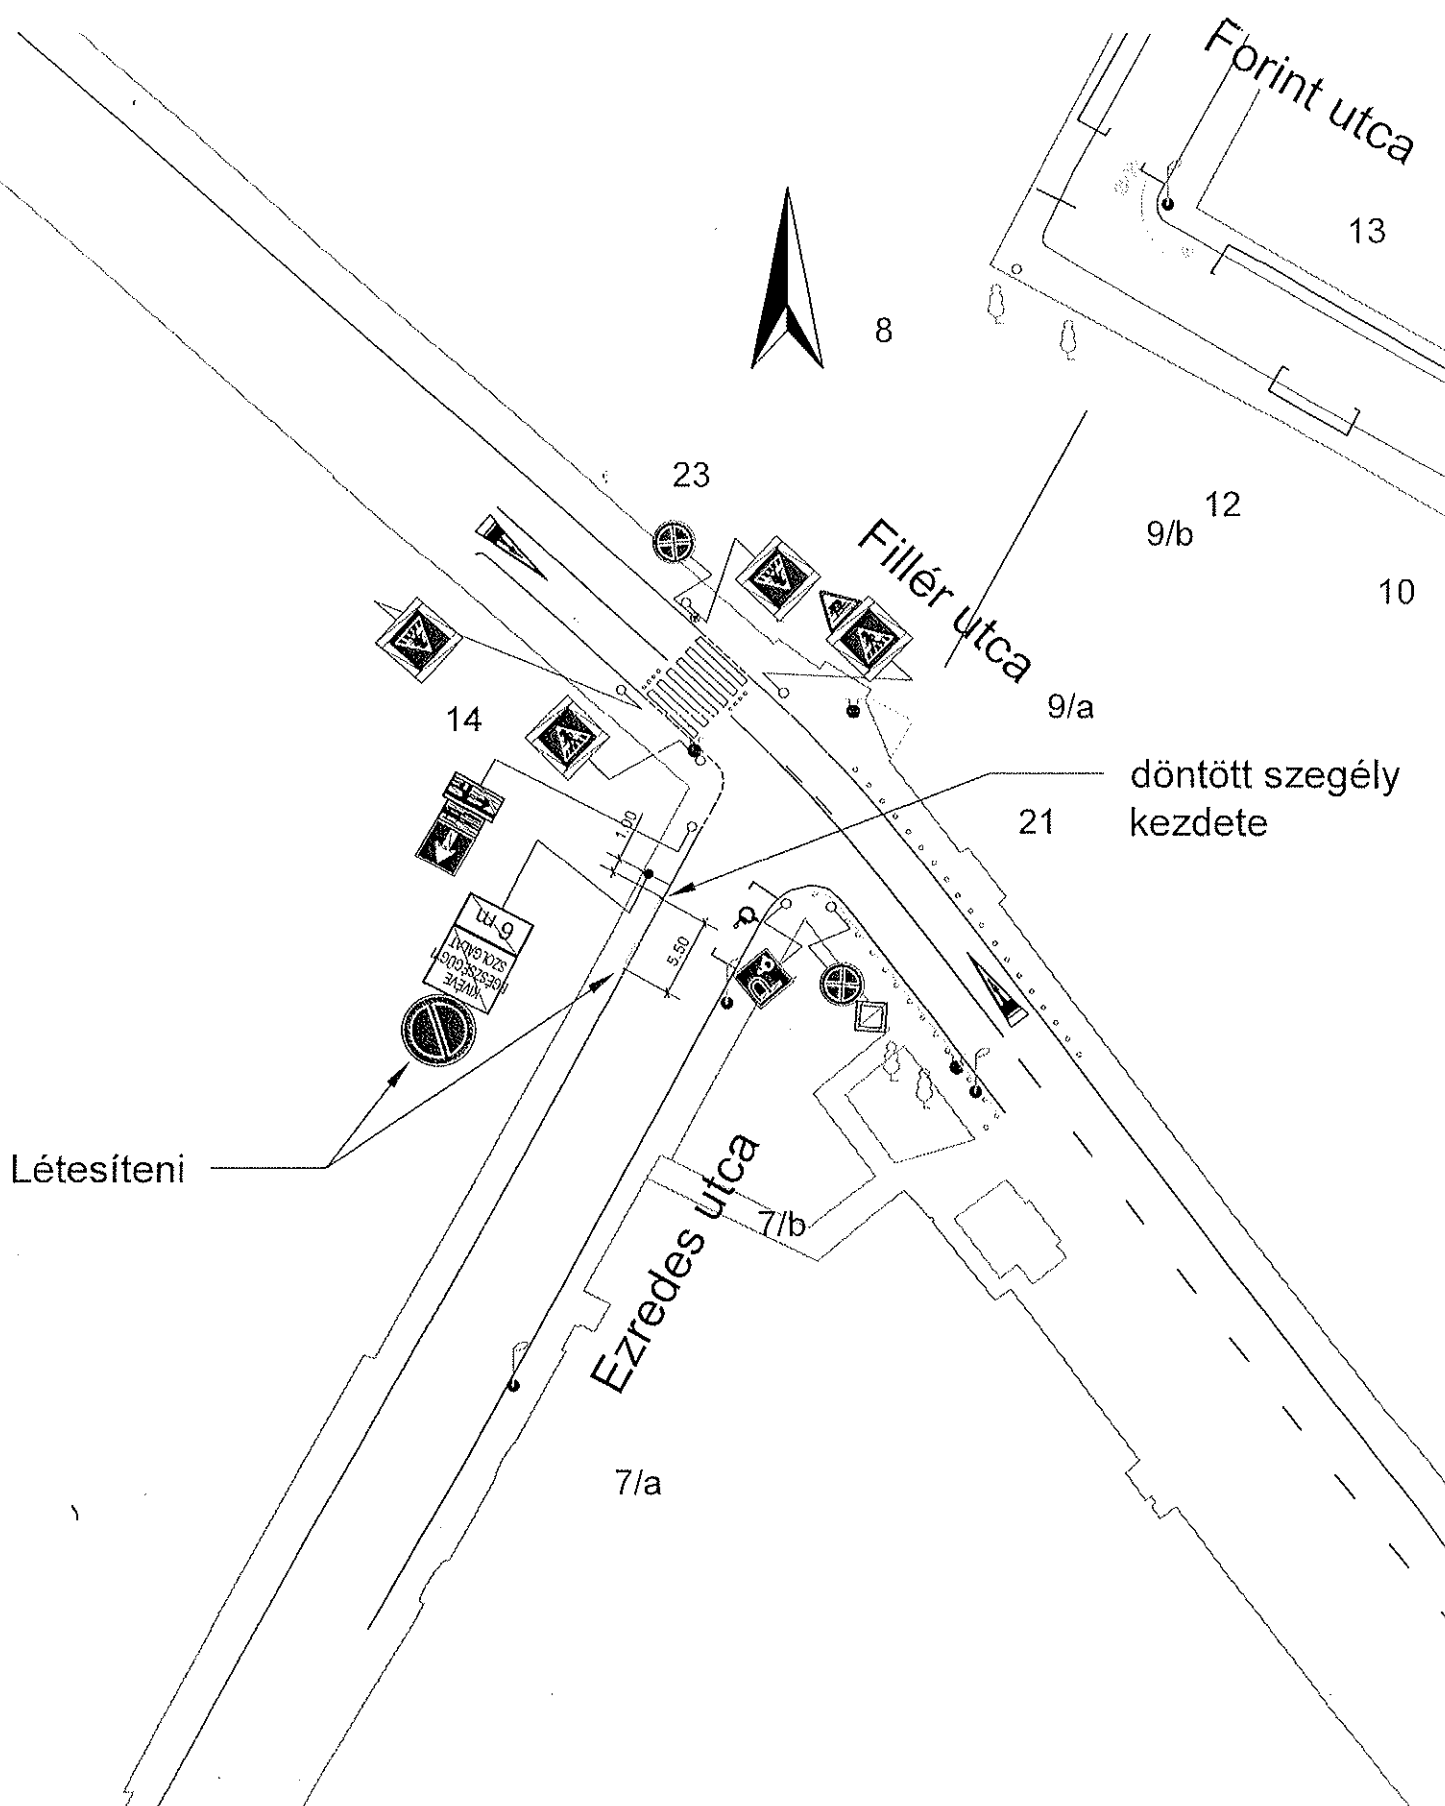 Forint utca
13
8
23
12
9/b
Fillér utca
10
9/a
14
döntött szegély
kezdete
21
1.00
5.50
6 m
KIVÉVE
EGÉSZSÉGÜGYI
SZOLGÁLAT
P
Létesíteni
7/b
Ezredes utca
7/a